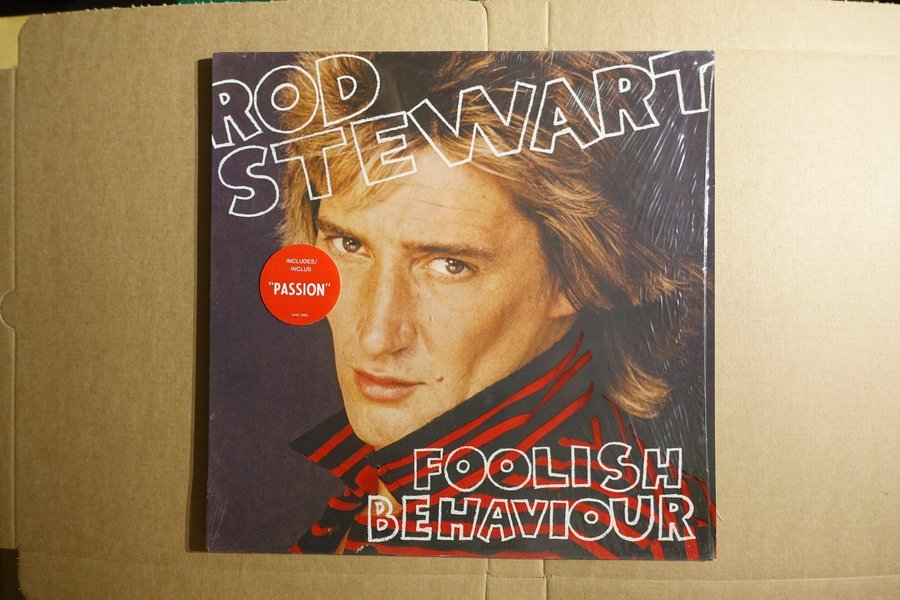 ROD
STEWART
INCLUDES/
INCLUS
"PASSION"
FOOLISH
BEHAVIOUR